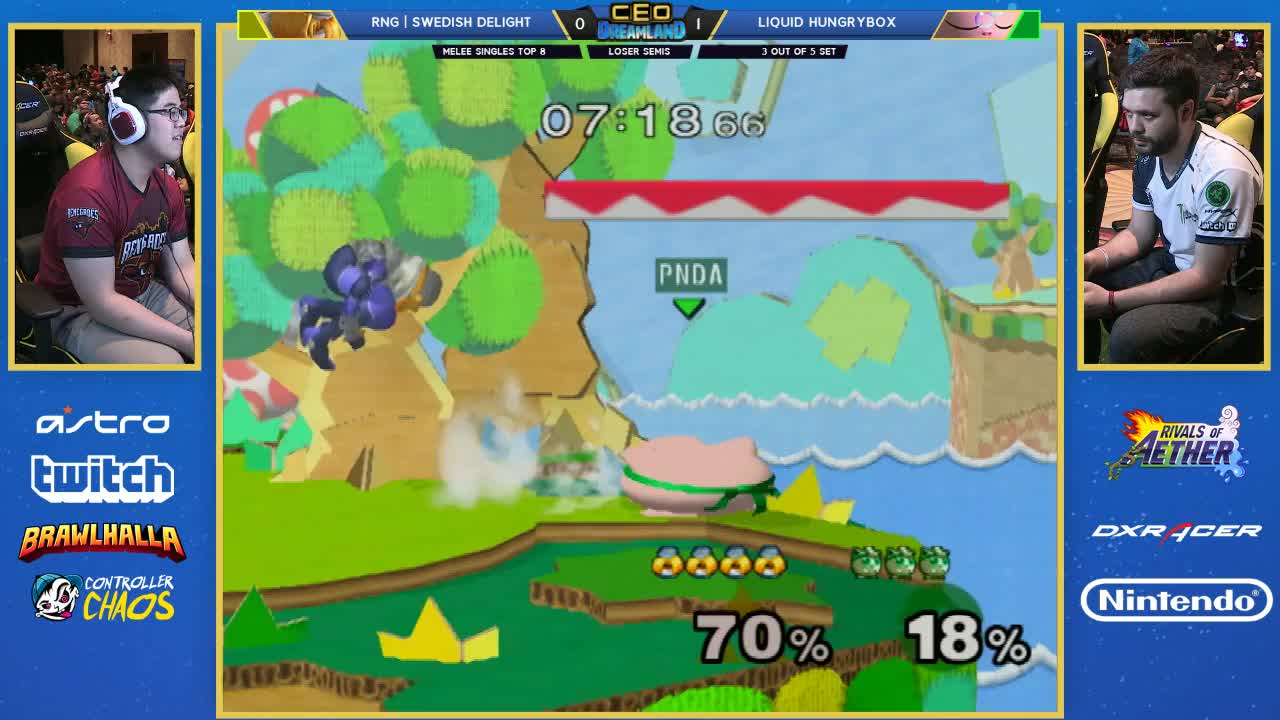 RNG | SWEDISH DELIGHT
0
CEO
DREAMLAND
1
LIQUID HUNGRYBOX
MELEE SINGLES TOP 8
LOSER SEMIS
3 OUT OF 5 SET
07:18 66
PNDA
70%
18%
RENEGADES
astro
twitch
BRAWLHALLA
CONTROLLER
CHAOS
RIVALS OF
AETHER
DXRACER
Nintendo